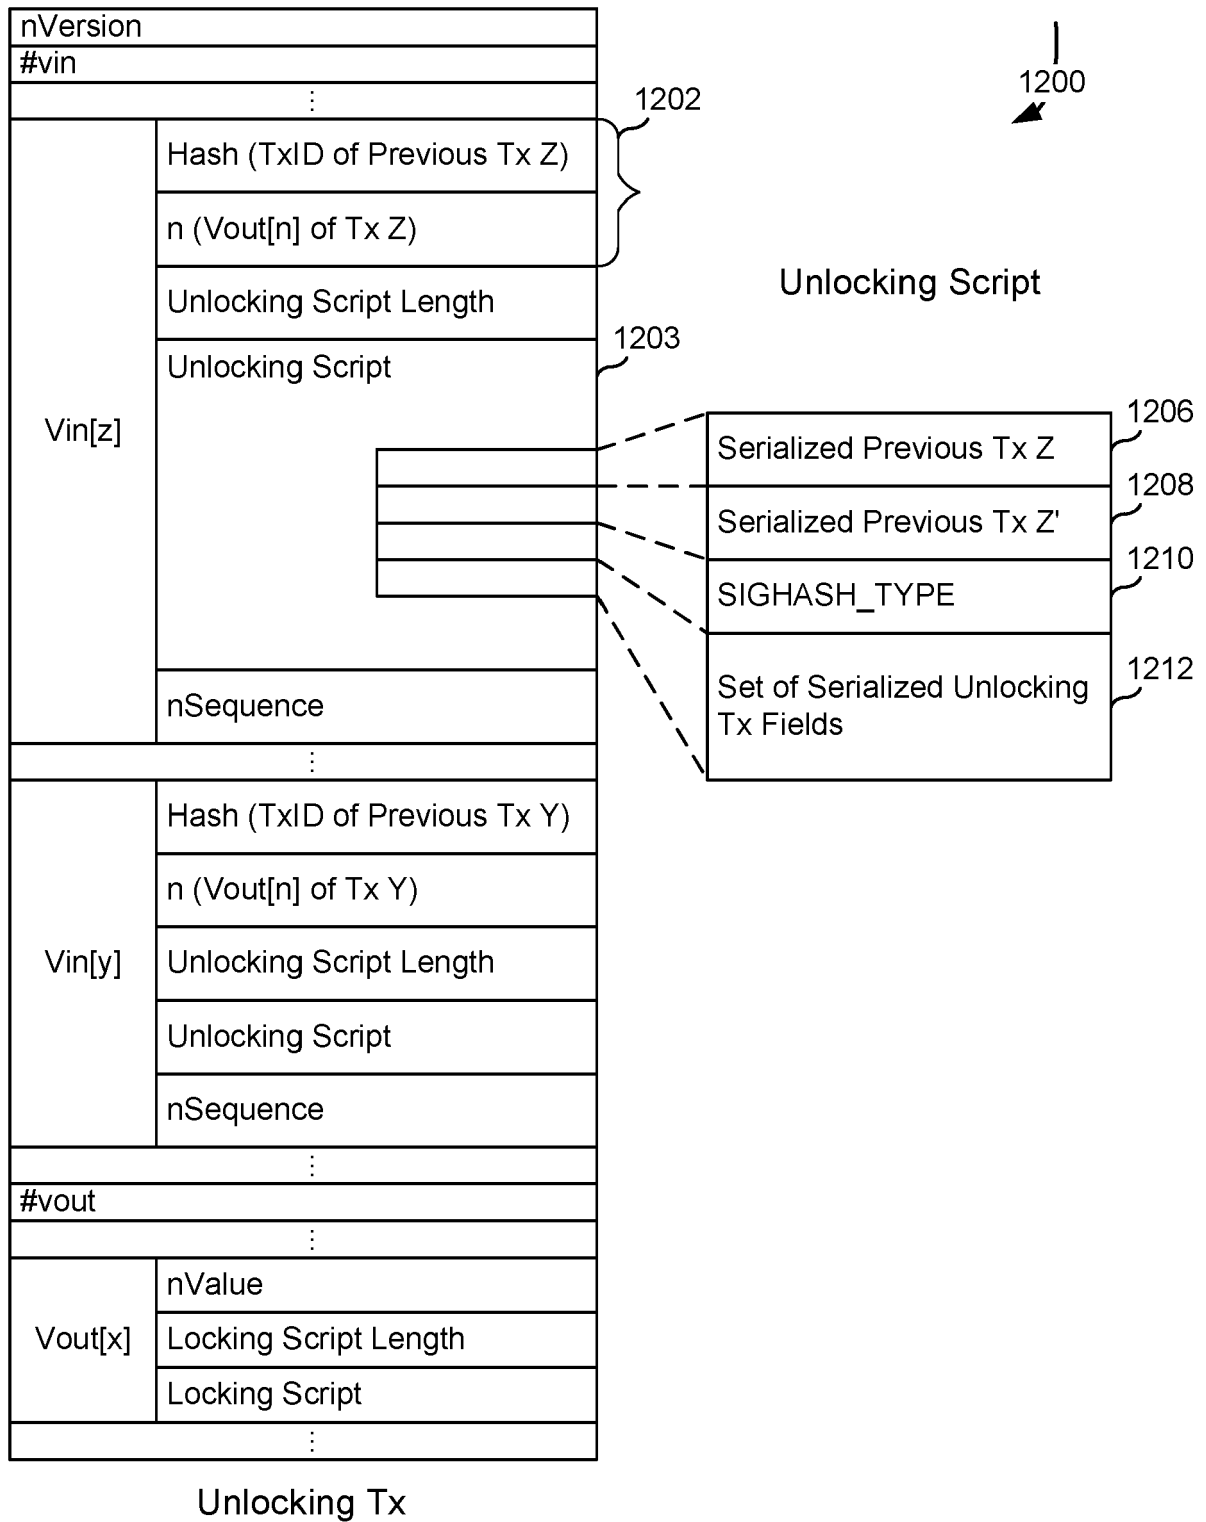 nVersion
#vin
⋮
1200
1202
Hash (TxID of Previous Tx Z)
n (Vout[n] of Tx Z)
Unlocking Script
Unlocking Script Length
1203
Unlocking Script
Vin[z]
1206
Serialized Previous Tx Z
1208
Serialized Previous Tx Z'
1210
SIGHASH_TYPE
1212
Set of Serialized Unlocking
Tx Fields
nSequence
⋮
Hash (TxID of Previous Tx Y)
n (Vout[n] of Tx Y)
Vin[y]
Unlocking Script Length
Unlocking Script
nSequence
⋮
#vout
⋮
nValue
Vout[x]
Locking Script Length
Locking Script
⋮
Unlocking Tx